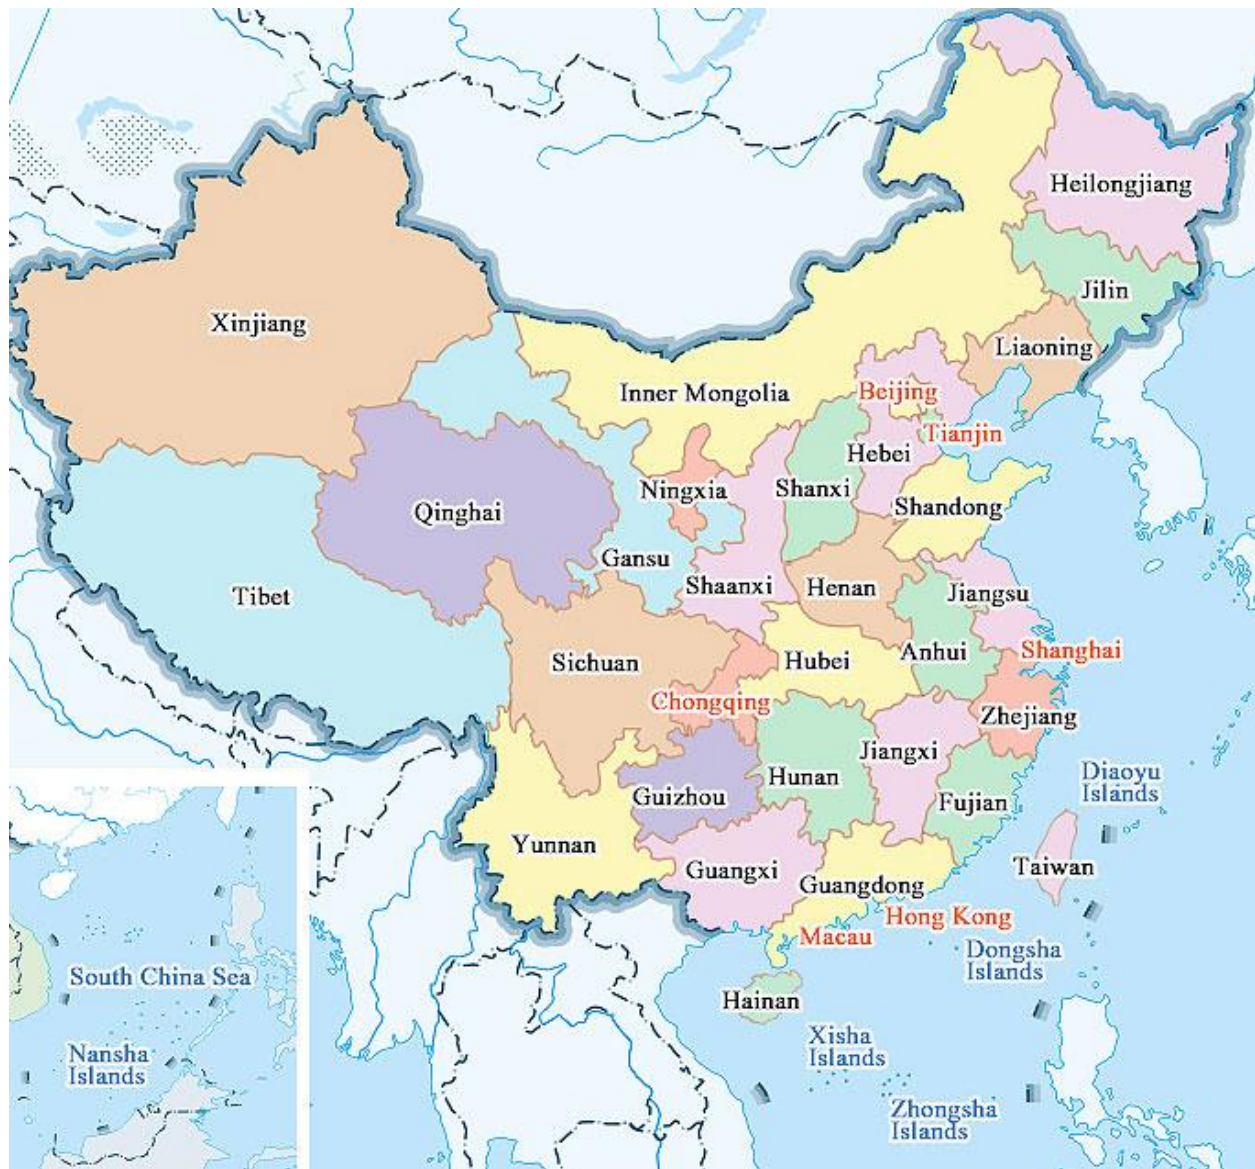 Heilongjiang
Jilin
Xinjiang
Liaoning
Inner Mongolia
Beijing
Tianjin
Hebei
Ningxia
Shanxi
Shandong
Qinghai
Gansu
Shaanxi
Henan
Jiangsu
Tibet
Sichuan
Hubei
Anhui
Shanghai
Chongqing
Zhejiang
Jiangxi
Hunan
Guizhou
Fujian
Diaoyu
Islands
Yunnan
Guangxi
Guangdong
Taiwan
Hong Kong
Macau
Dongsha
Islands
South China Sea
Hainan
Xisha
Islands
Nansha
Islands
Zhongsha
Islands